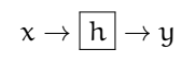 x → h → y